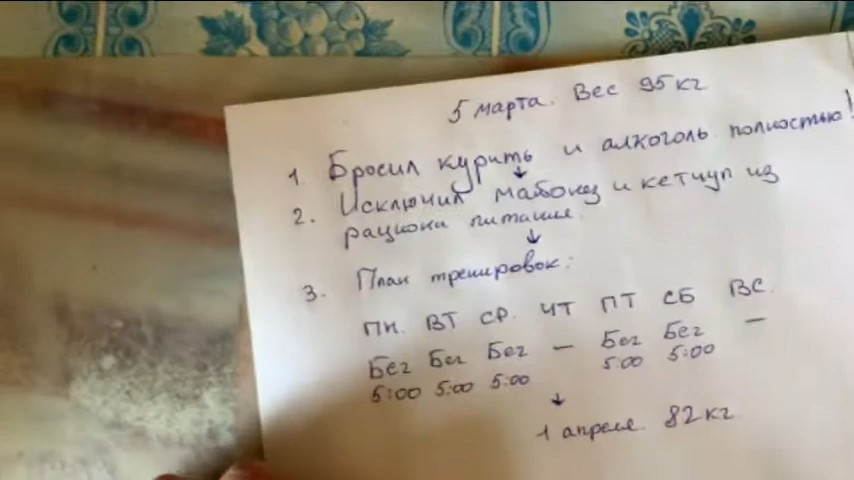 5 марта. Вес 95кг
1 Бросил курить и алкоголь полностью!
2. Исключил майонез и кетчуп из
рациона питание.
3. План тренировок:
ПН. ВТ СР. ЧТ ПТ СБ ВС.
Бег Бег Бег — Бег Бег —
5:00 5:00 5:00 5:00 5:00
1 апреля. 82кг